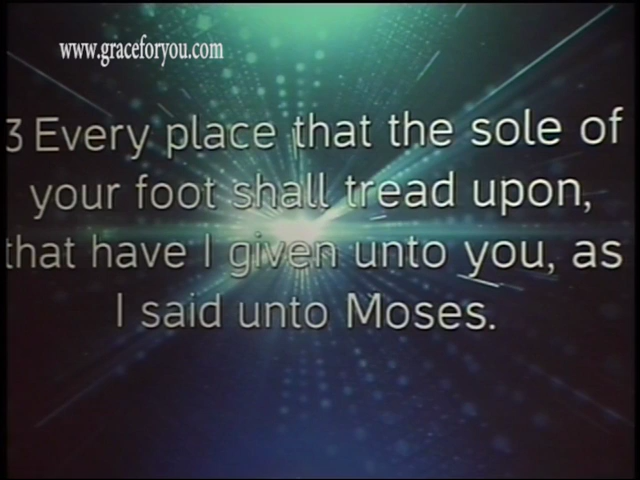 www.graceforyou.com
3 Every place that the sole of
your foot shall tread upon,
that have I given unto you, as
I said unto Moses.